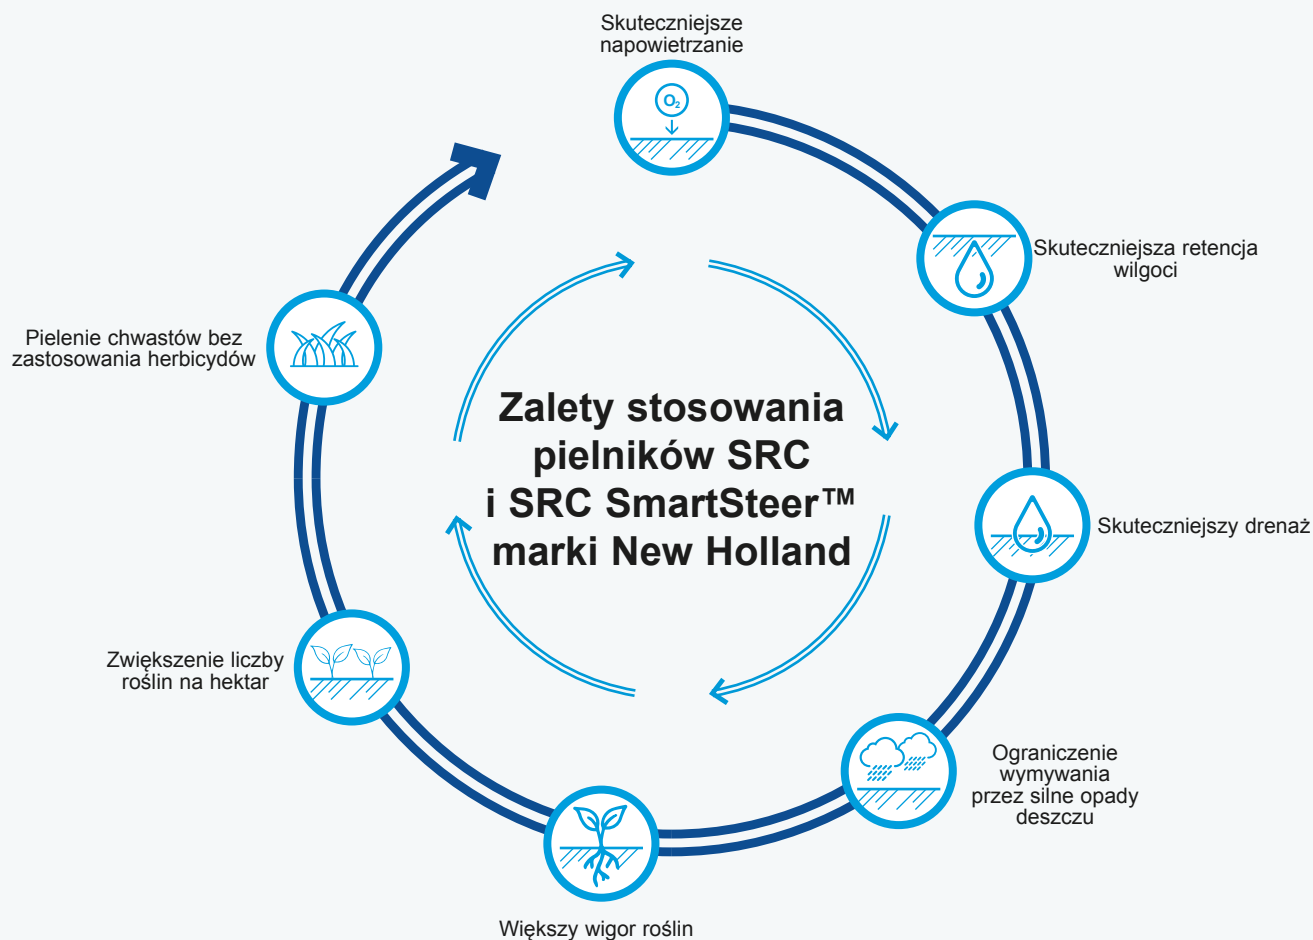 Skuteczniejsze
napowietrzanie
O₂
Skuteczniejsza retencja
wilgoci
Skuteczniejszy drenaż
Ograniczenie
wymywania
przez silne opady
deszczu
Większy wigor roślin
Zwiększenie liczby
roślin na hektar
Pielenie chwastów bez
zastosowania herbicydów
Zalety stosowania
pielników SRC
i SRC SmartSteer™
marki New Holland